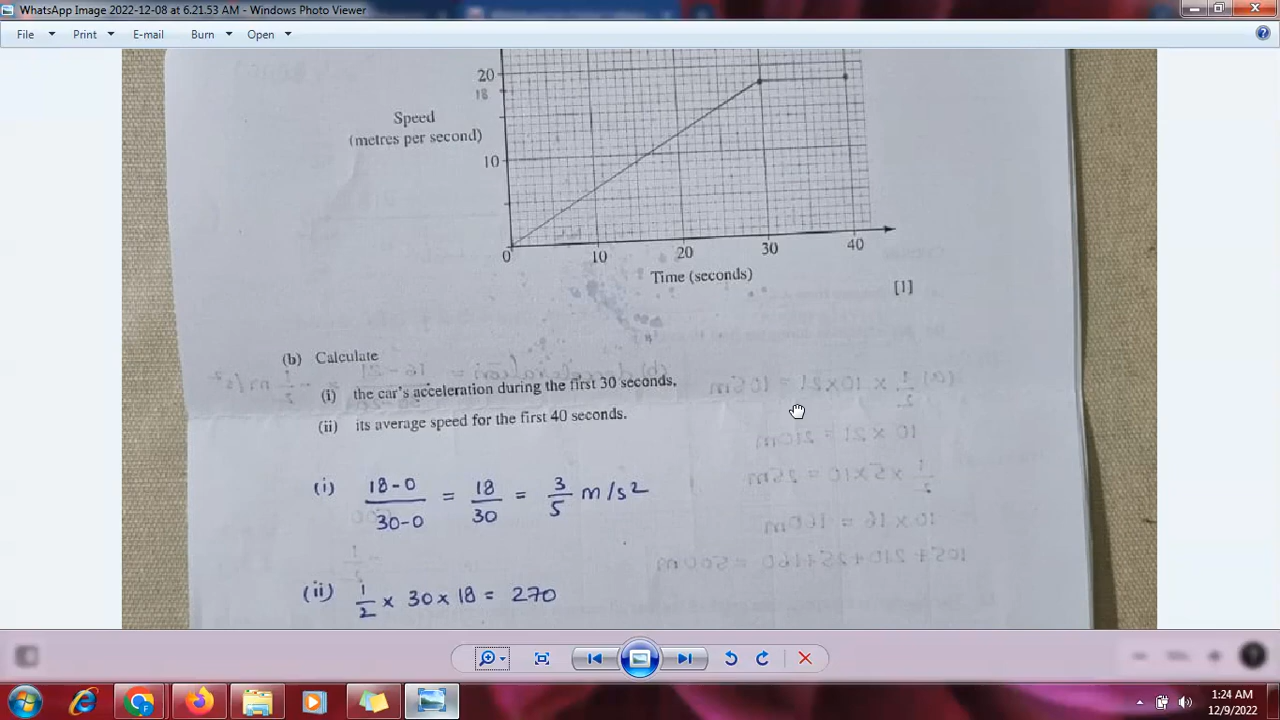 WhatsApp Image 2022-12-08 at 6.21.53 AM - Windows Photo Viewer
File Print E-mail Burn Open
20
18
Speed
(metres per second)
10
0 10 20 30 40
Time (seconds)
[1]
(b) Calculate
(i) the car's acceleration during the first 30 seconds,
(ii) its average speed for the first 40 seconds.
(i) 18-0 / 30-0 = 18/30 = 3/5 m/s2
(ii) 1/2 x 30 x 18 = 270
1:24 AM
12/9/2022